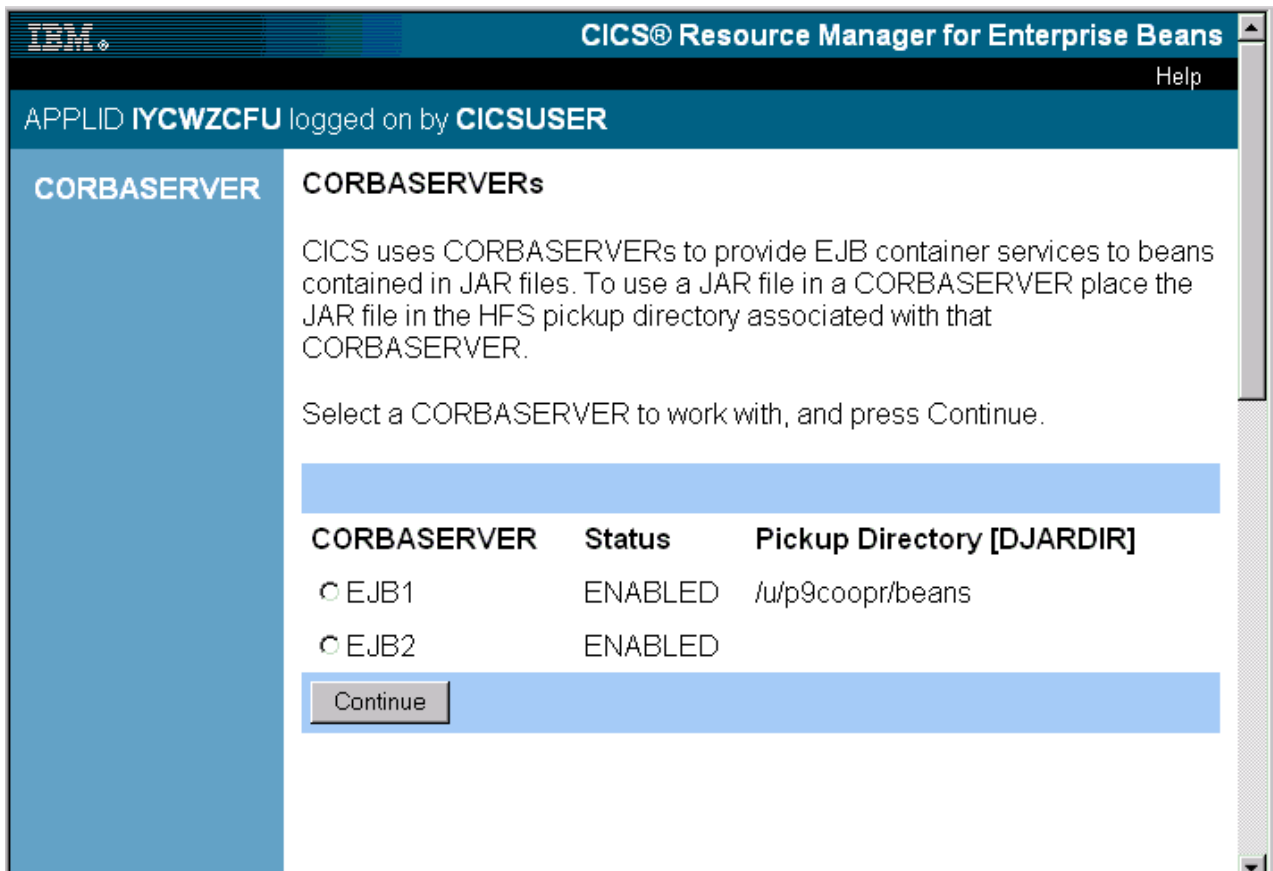 IBM®
CICS® Resource Manager for Enterprise Beans
Help
APPLID IYCWZCFU logged on by CICSUSER
CORBASERVER
CORBASERVERs
CICS uses CORBASERVERs to provide EJB container services to beans
contained in JAR files. To use a JAR file in a CORBASERVER place the
JAR file in the HFS pickup directory associated with that
CORBASERVER.
Select a CORBASERVER to work with, and press Continue.
CORBASERVER Status Pickup Directory [DJARDIR]
EJB1 ENABLED /u/p9coopr/beans
EJB2 ENABLED
Continue